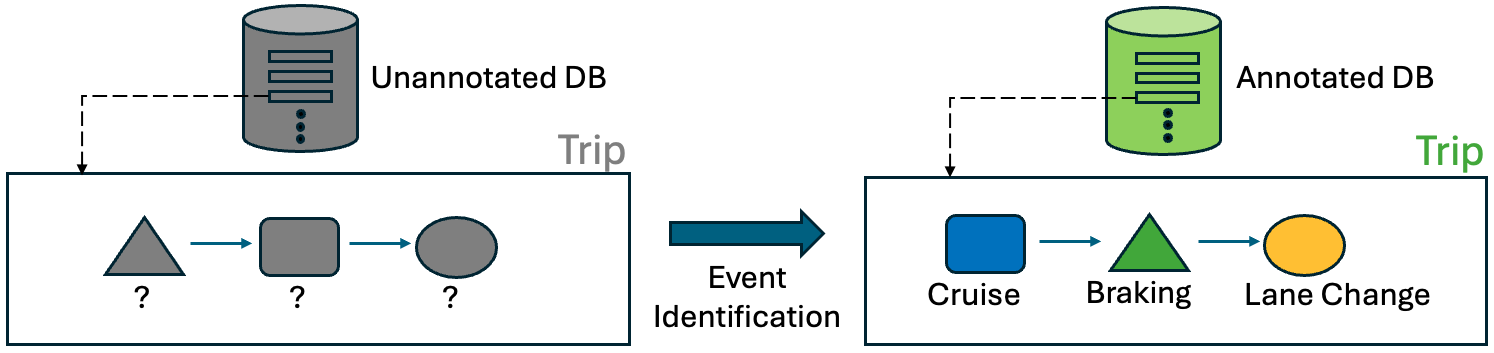 Unannotated DB
Trip
? ? ?
Event
Identification
Annotated DB
Trip
Cruise Braking Lane Change